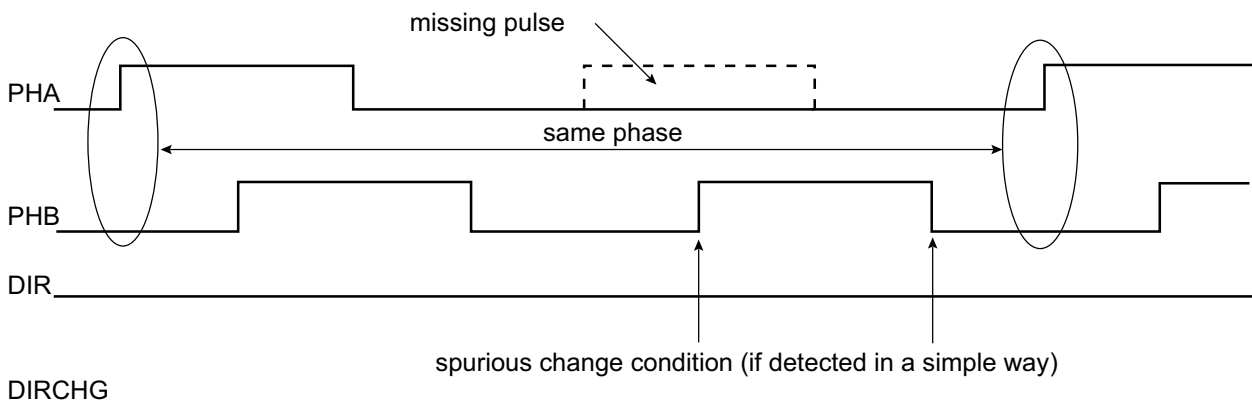 missing pulse
PHA
same phase
PHB
DIR
spurious change condition (if detected in a simple way)
DIRCHG